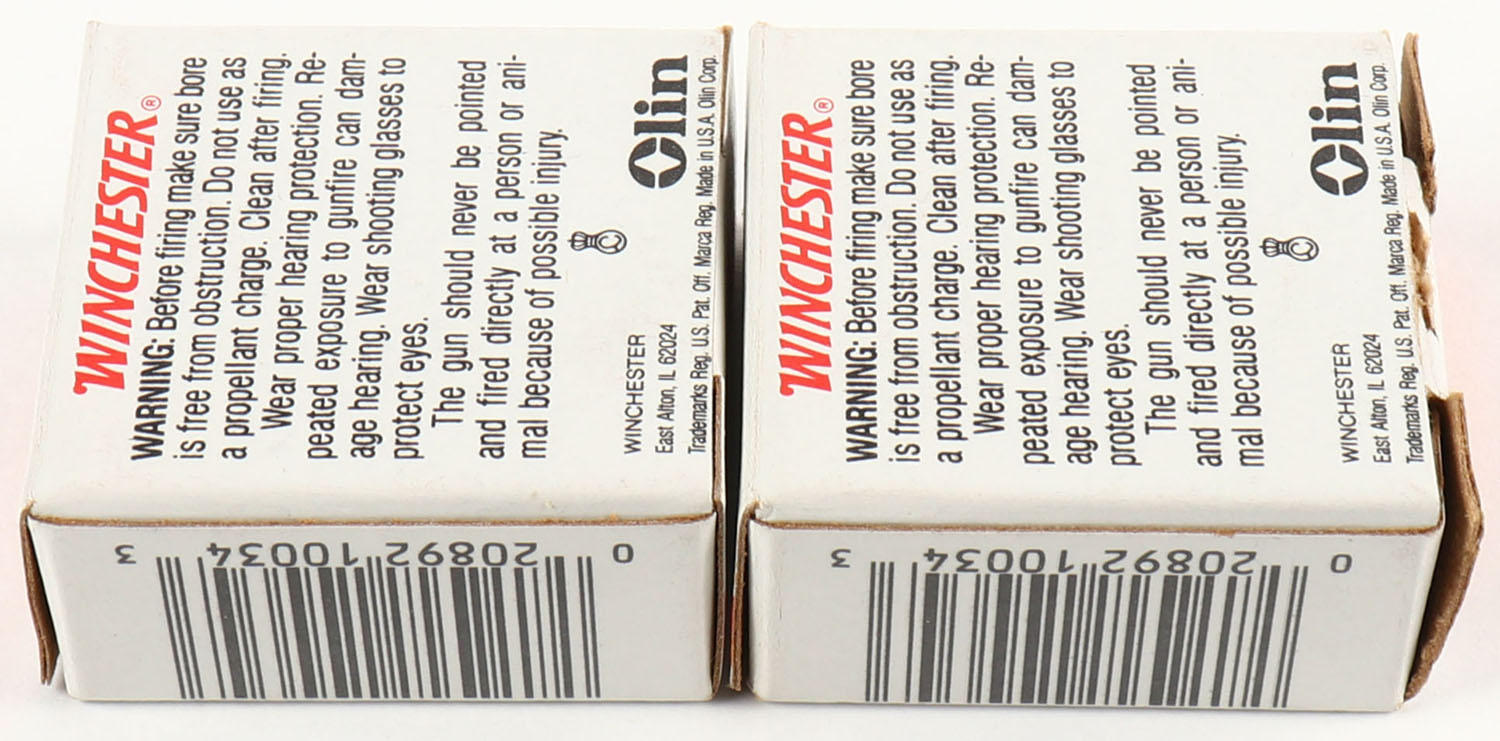 WINCHESTER®
WARNING: Before firing make sure bore
is free from obstruction. Do not use as
a propellant charge. Clean after firing.
Wear proper hearing protection. Re-
peated exposure to gunfire can dam-
age hearing. Wear shooting glasses to
protect eyes.
The gun should never be pointed
and fired directly at a person or ani-
mal because of possible injury.
WINCHESTER
East Alton, IL 62024
Olin
Trademarks Reg. U.S. Pat. Off. Marca Reg. Made in U.S.A. Olin Corp.
0 20892 10034 3
WINCHESTER®
WARNING: Before firing make sure bore
is free from obstruction. Do not use as
a propellant charge. Clean after firing.
Wear proper hearing protection. Re-
peated exposure to gunfire can dam-
age hearing. Wear shooting glasses to
protect eyes.
The gun should never be pointed
and fired directly at a person or ani-
mal because of possible injury.
WINCHESTER
East Alton, IL 62024
Olin
Trademarks Reg. U.S. Pat. Off. Marca Reg. Made in U.S.A. Olin Corp.
0 20892 10034 3